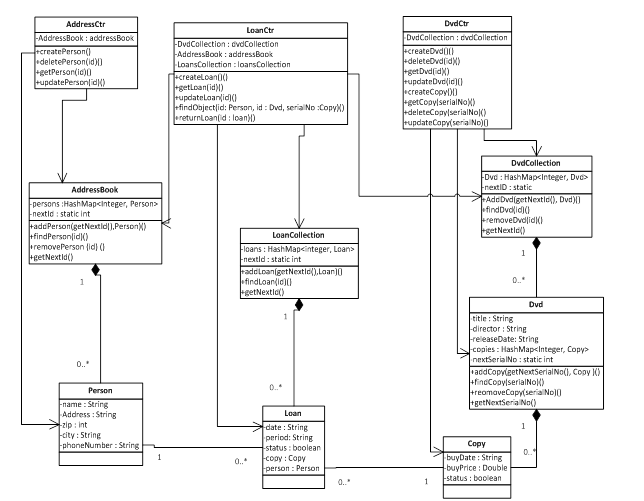 AddressCtr
-AddressBook : addressBook
+createPerson()
+deletePerson(id)()
+getPerson(id)()
+updatePerson(id)()
LoanCtr
-DvdCollection : dvdCollection
-AddressBook : addressBook
-LoansCollection : loansCollection
+createLoan()()
+getLoan(id)()
+updateLoan(id)()
+findObject(id: Person, id : Dvd, serialNo :Copy)()
+returnLoan(id : loan)()
DvdCtr
-DvdCollection : dvdCollection
+createDvd()()
+deleteDvd(id)()
+getDvd(id)()
+updateDvd(id)()
+createCopy()()
+getCopy(serialNo)()
+deleteCopy(serialNo)()
+updateCopy(serialNo)()
AddressBook
-persons :HashMap<Integer, Person>
-nextId : static int
+addPerson(getNextId(),Person)()
+findPerson(id)()
+removePerson (id) ()
+getNextId()
DvdCollection
-Dvd : HashMap<Integer, Dvd>
-nextID : static
+AddDvd(getNextId(), Dvd)()
+findDvd(id)()
+removeDvd(id)()
+getNextId()
LoanCollection
-loans : HashMap<integer, Loan>
-nextId : static int
+addLoan(getNextId(),Loan)()
+findLoan(id)()
+getNextId()
1
1
0..*
1
Dvd
-title : String
-director : String
-releaseDate: String
-copies : HashMap<Integer, Copy>
-nextSerialNo : static int
+addCopy(getNextSerialNo(), Copy )()
+findCopy(serialNo)()
+reomoveCopy(serialNo)()
+getNextSerialNo()
0..*
0..*
Person
-name : String
-Address : String
-zip : int
-city : String
-phoneNumber : String
Loan
-date : String
-period: String
-status : boolean
-copy : Copy
-person : Person
1
Copy
-buyDate : String
-buyPrice : Double
-status : boolean
0..*
1
0..*
0..*
1